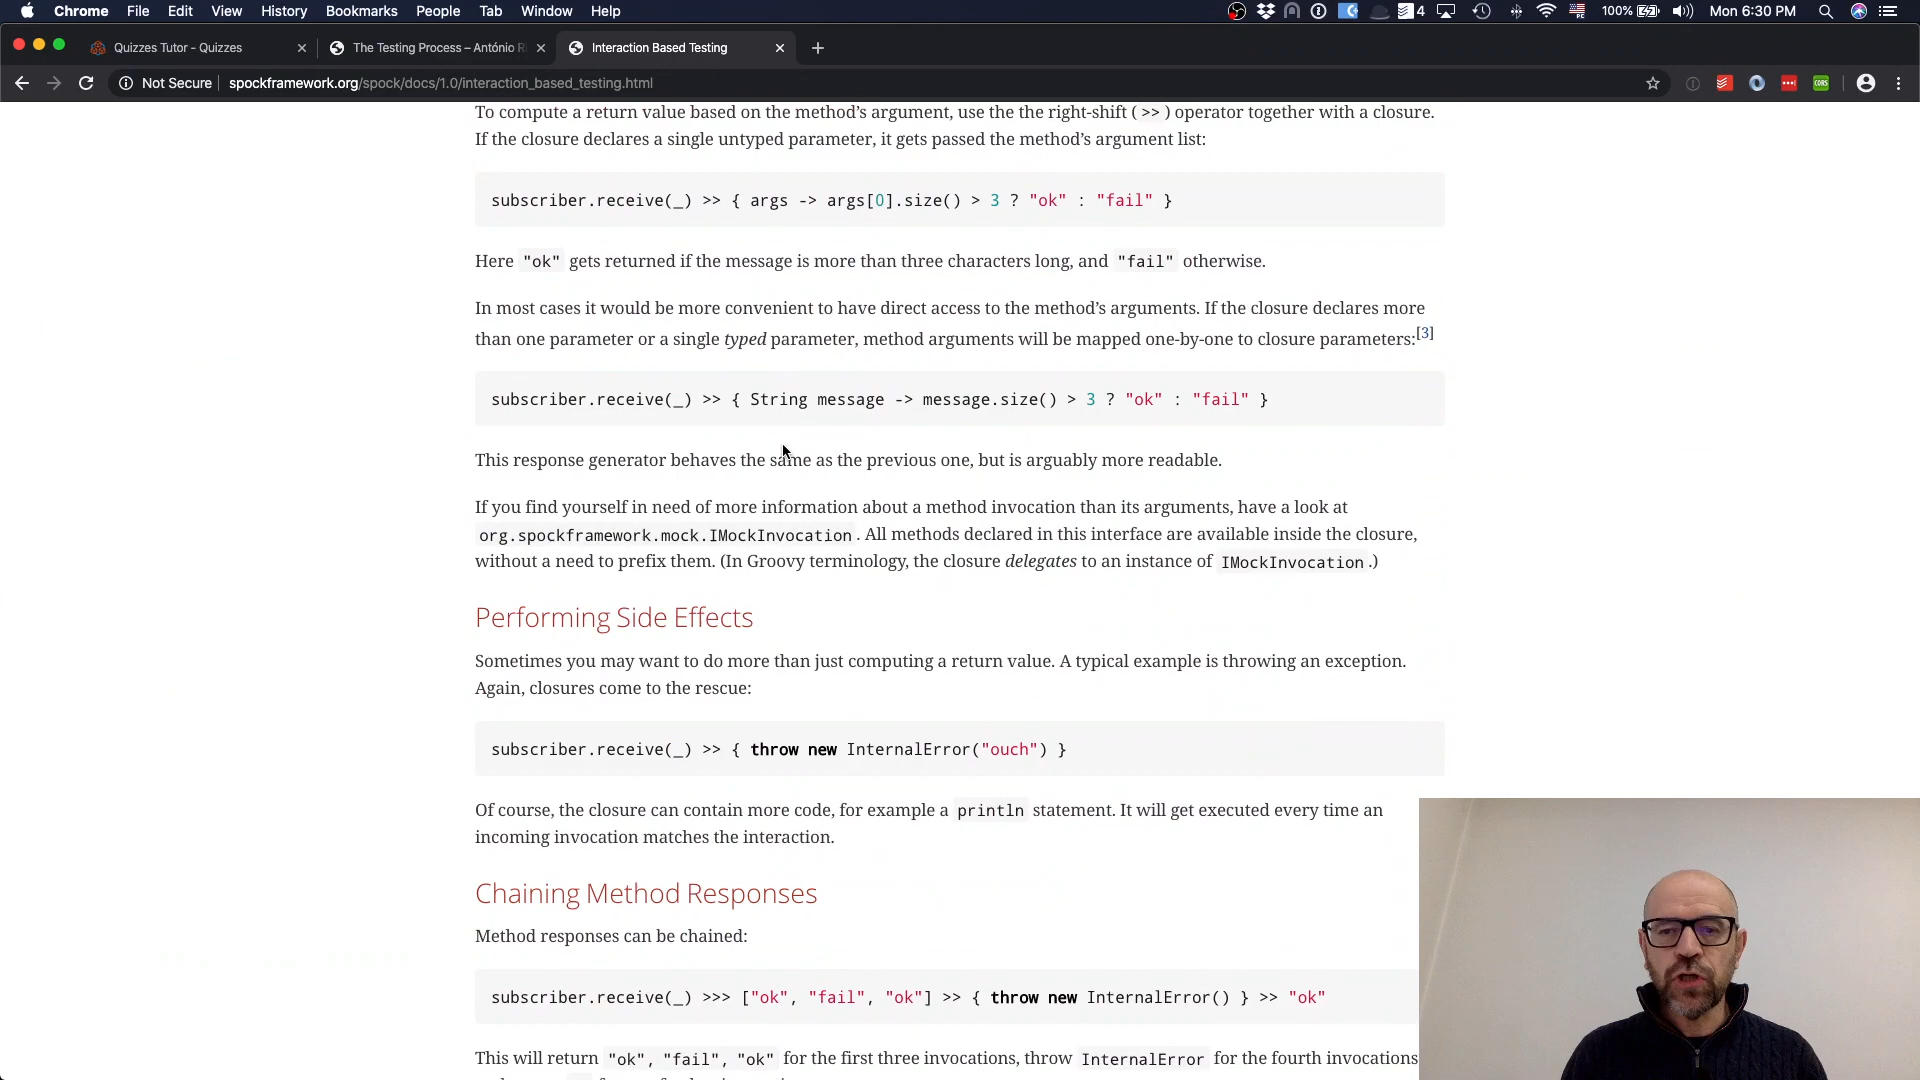 Chrome File Edit View History Bookmarks People Tab Window Help 4 100% Mon 6:30 PM
Quizzes Tutor - Quizzes The Testing Process – António Ri Interaction Based Testing
Not Secure spockframework.org/spock/docs/1.0/interaction_based_testing.html
To compute a return value based on the method’s argument, use the the right-shift ( >> ) operator together with a closure.
If the closure declares a single untyped parameter, it gets passed the method’s argument list:
subscriber.receive(_) >> { args -> args[0].size() > 3 ? "ok" : "fail" }
Here "ok" gets returned if the message is more than three characters long, and "fail" otherwise.
In most cases it would be more convenient to have direct access to the method’s arguments. If the closure declares more
than one parameter or a single typed parameter, method arguments will be mapped one-by-one to closure parameters:[3]
subscriber.receive(_) >> { String message -> message.size() > 3 ? "ok" : "fail" }
This response generator behaves the same as the previous one, but is arguably more readable.
If you find yourself in need of more information about a method invocation than its arguments, have a look at
org.spockframework.mock.IMockInvocation . All methods declared in this interface are available inside the closure,
without a need to prefix them. (In Groovy terminology, the closure delegates to an instance of IMockInvocation .)
Performing Side Effects
Sometimes you may want to do more than just computing a return value. A typical example is throwing an exception.
Again, closures come to the rescue:
subscriber.receive(_) >> { throw new InternalError("ouch") }
Of course, the closure can contain more code, for example a println statement. It will get executed every time an
incoming invocation matches the interaction.
Chaining Method Responses
Method responses can be chained:
subscriber.receive(_) >>> ["ok", "fail", "ok"] >> { throw new InternalError() } >> "ok"
This will return "ok", "fail", "ok" for the first three invocations, throw InternalError for the fourth invocations